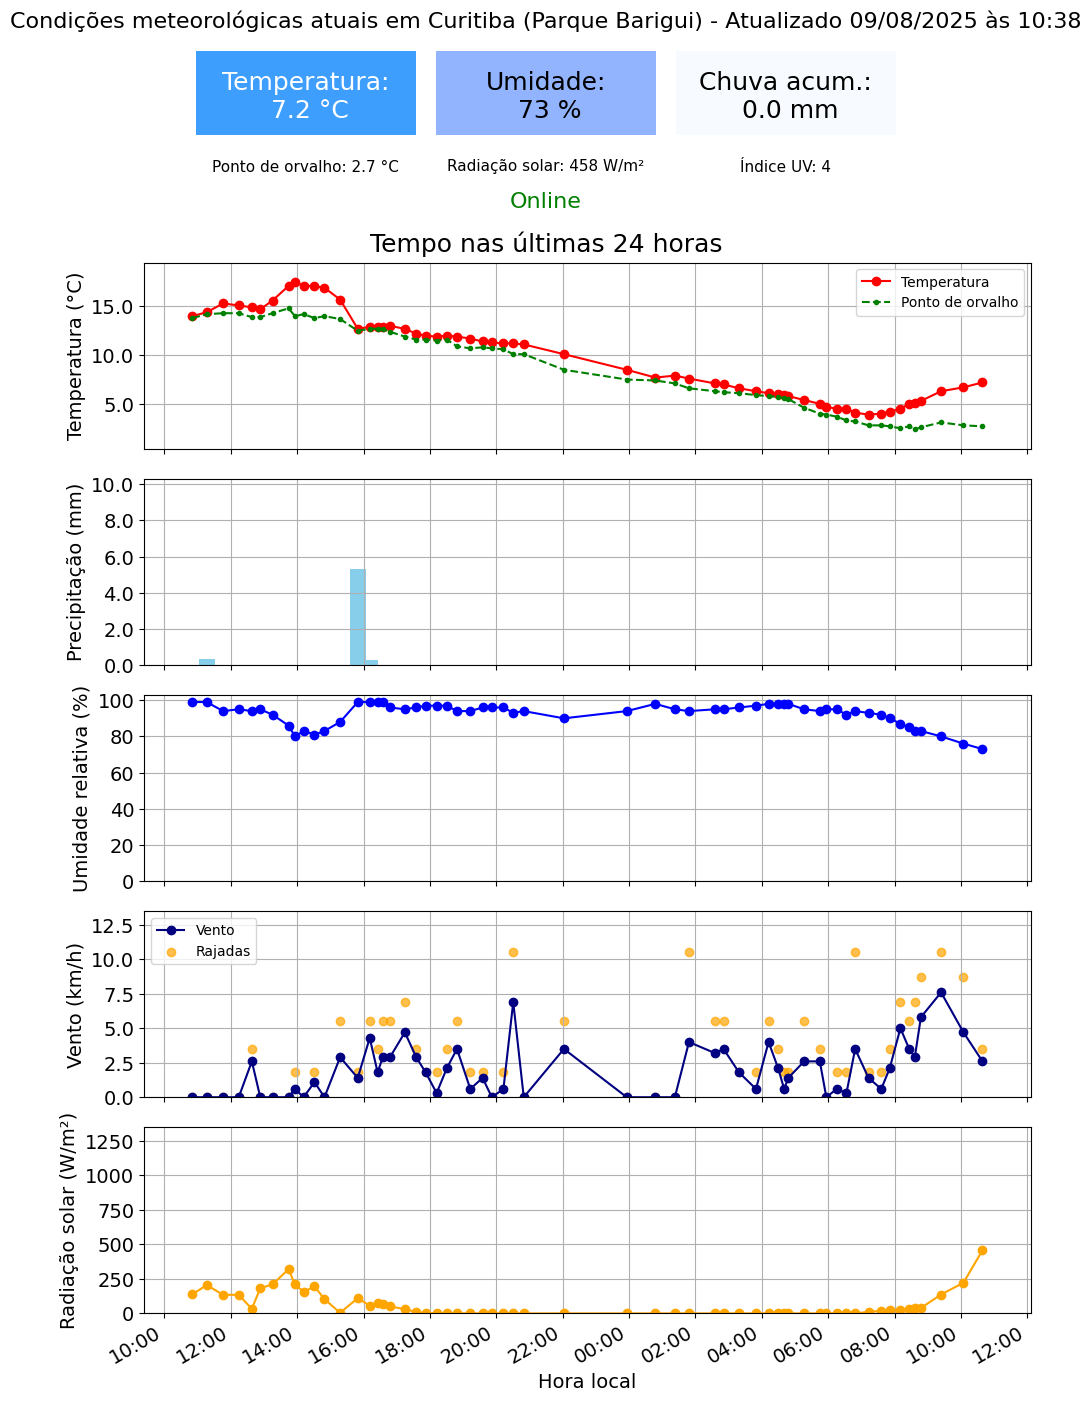 Condições meteorológicas atuais em Curitiba (Parque Barigui) - Atualizado 09/08/2025 às 10:38
Temperatura:
7.2 °C
Umidade:
73 %
Chuva acum.:
0.0 mm
Ponto de orvalho: 2.7 °C
Radiação solar: 458 W/m²
Índice UV: 4
Online
Tempo nas últimas 24 horas
Temperatura (°C)
15.0
10.0
5.0
Temperatura
Ponto de orvalho
Precipitação (mm)
10.0
8.0
6.0
4.0
2.0
0.0
Umidade relativa (%)
100
80
60
40
20
0
Vento (km/h)
12.5
10.0
7.5
5.0
2.5
0.0
Vento
Rajadas
Radiação solar (W/m²)
1250
1000
750
500
250
0
10:00
12:00
14:00
16:00
18:00
20:00
22:00
00:00
02:00
04:00
06:00
08:00
10:00
12:00
Hora local